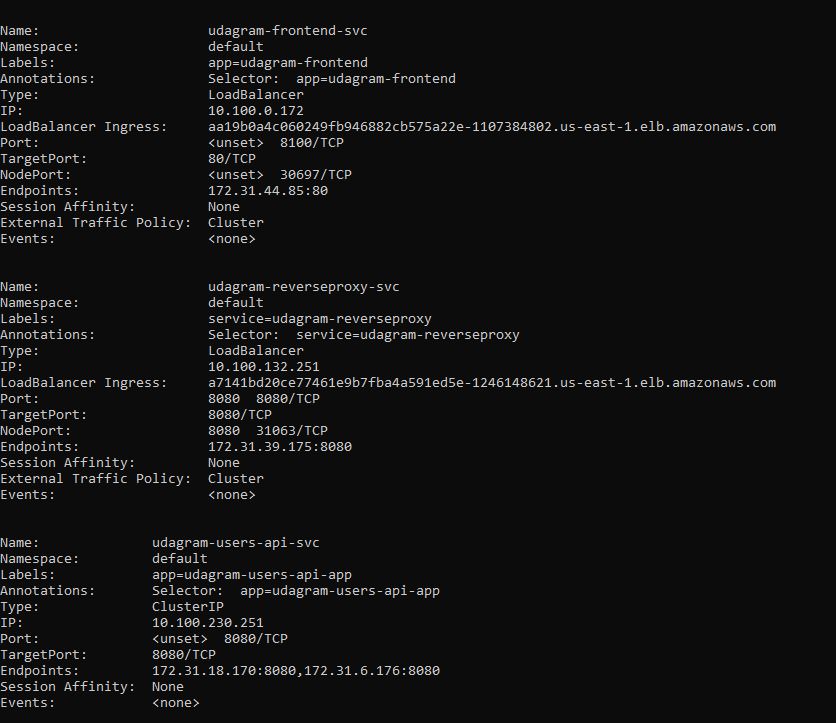 Name: udagram-frontend-svc
Namespace: default
Labels: app=udagram-frontend
Annotations: Selector: app=udagram-frontend
Type: LoadBalancer
IP: 10.100.0.172
LoadBalancer Ingress: aa19b0a4c060249fb946882cb575a22e-1107384802.us-east-1.elb.amazonaws.com
Port: <unset> 8100/TCP
TargetPort: 80/TCP
NodePort: <unset> 30697/TCP
Endpoints: 172.31.44.85:80
Session Affinity: None
External Traffic Policy: Cluster
Events: <none>
Name: udagram-reverseproxy-svc
Namespace: default
Labels: service=udagram-reverseproxy
Annotations: Selector: service=udagram-reverseproxy
Type: LoadBalancer
IP: 10.100.132.251
LoadBalancer Ingress: a7141bd20ce77461e9b7fba4a591ed5e-1246148621.us-east-1.elb.amazonaws.com
Port: 8080 8080/TCP
TargetPort: 8080/TCP
NodePort: 8080 31063/TCP
Endpoints: 172.31.39.175:8080
Session Affinity: None
External Traffic Policy: Cluster
Events: <none>
Name: udagram-users-api-svc
Namespace: default
Labels: app=udagram-users-api-app
Annotations: Selector: app=udagram-users-api-app
Type: ClusterIP
IP: 10.100.230.251
Port: <unset> 8080/TCP
TargetPort: 8080/TCP
Endpoints: 172.31.18.170:8080,172.31.6.176:8080
Session Affinity: None
Events: <none>